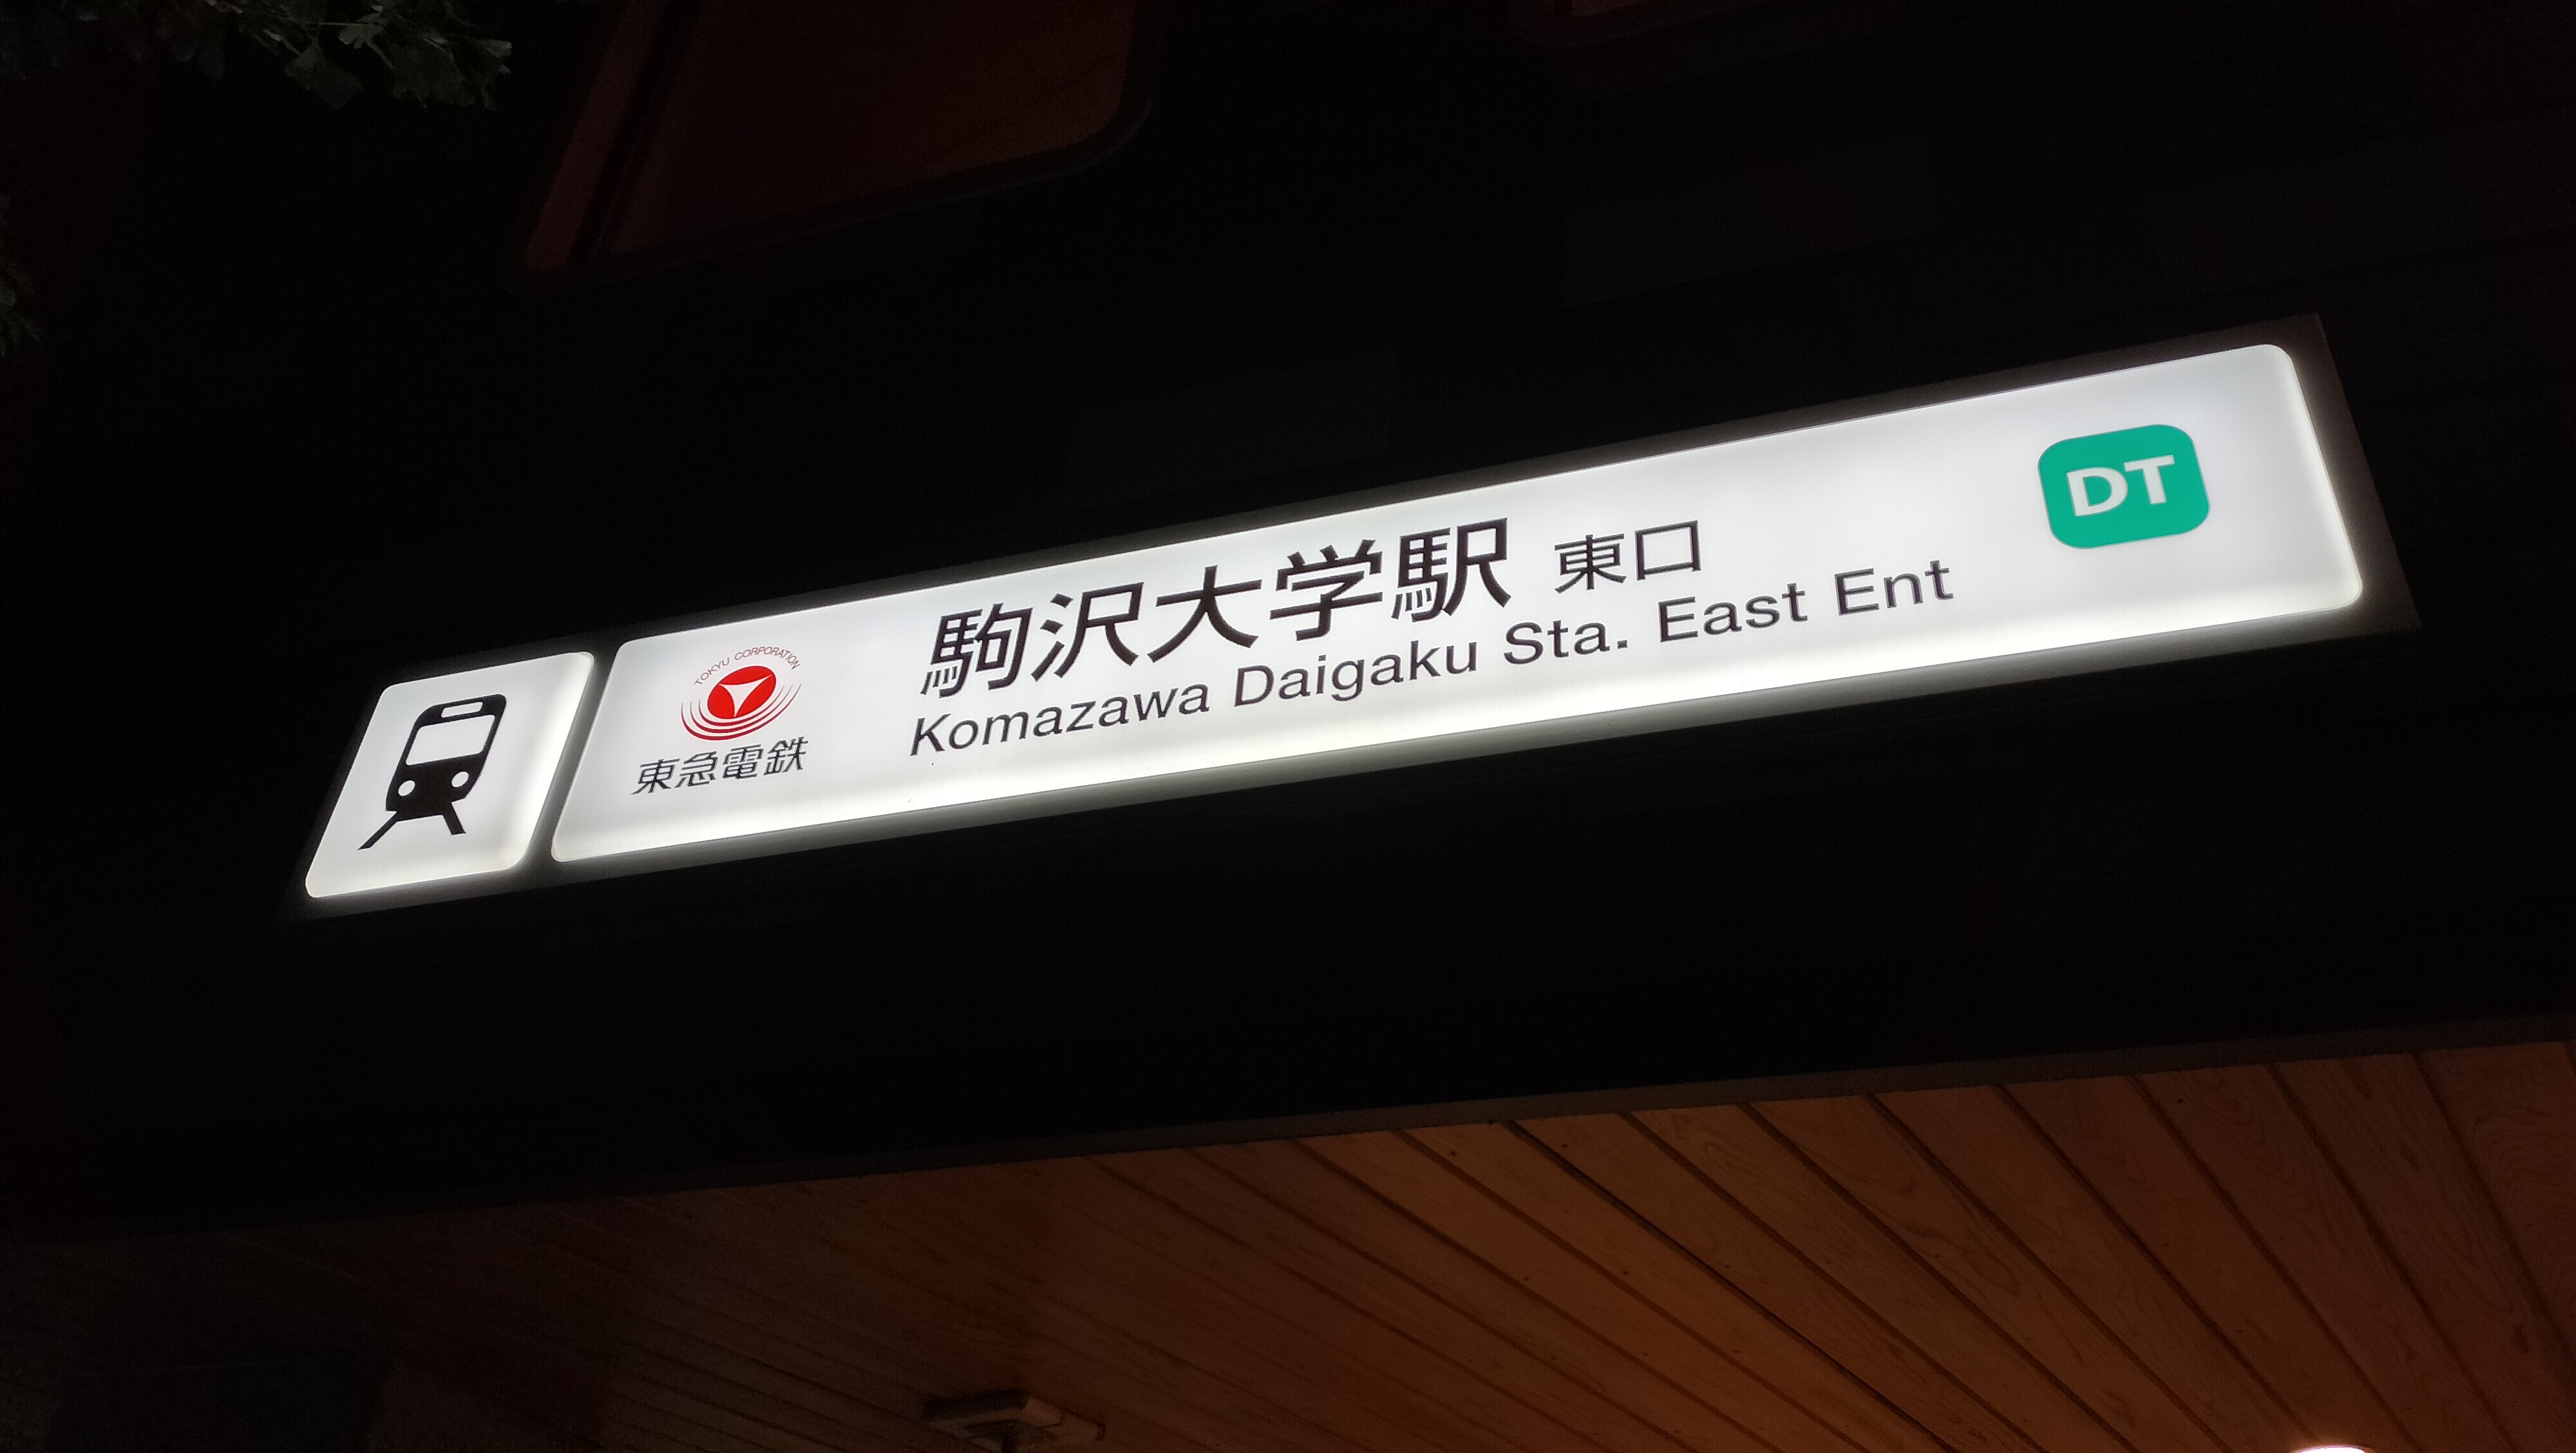 TOKYU CORPORATION
東急電鉄
駒沢大学駅 東口
Komazawa Daigaku Sta. East Ent
DT